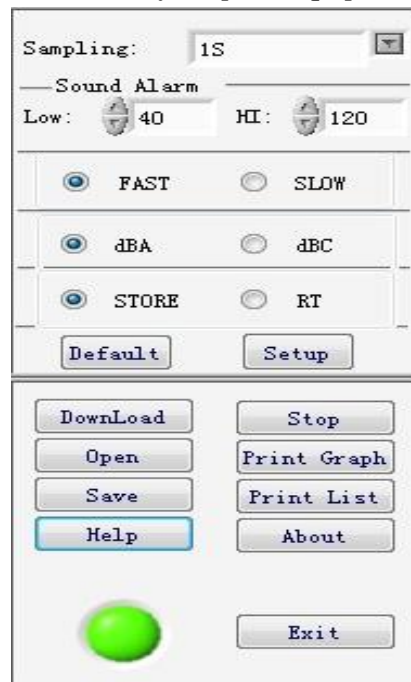 Sampling: 1S
Sound Alarm
Low: 40 HI: 120
FAST SLOW
dBA dBC
STORE RT
Default Setup
DownLoad Stop
Open Print Graph
Save Print List
Help About
Exit